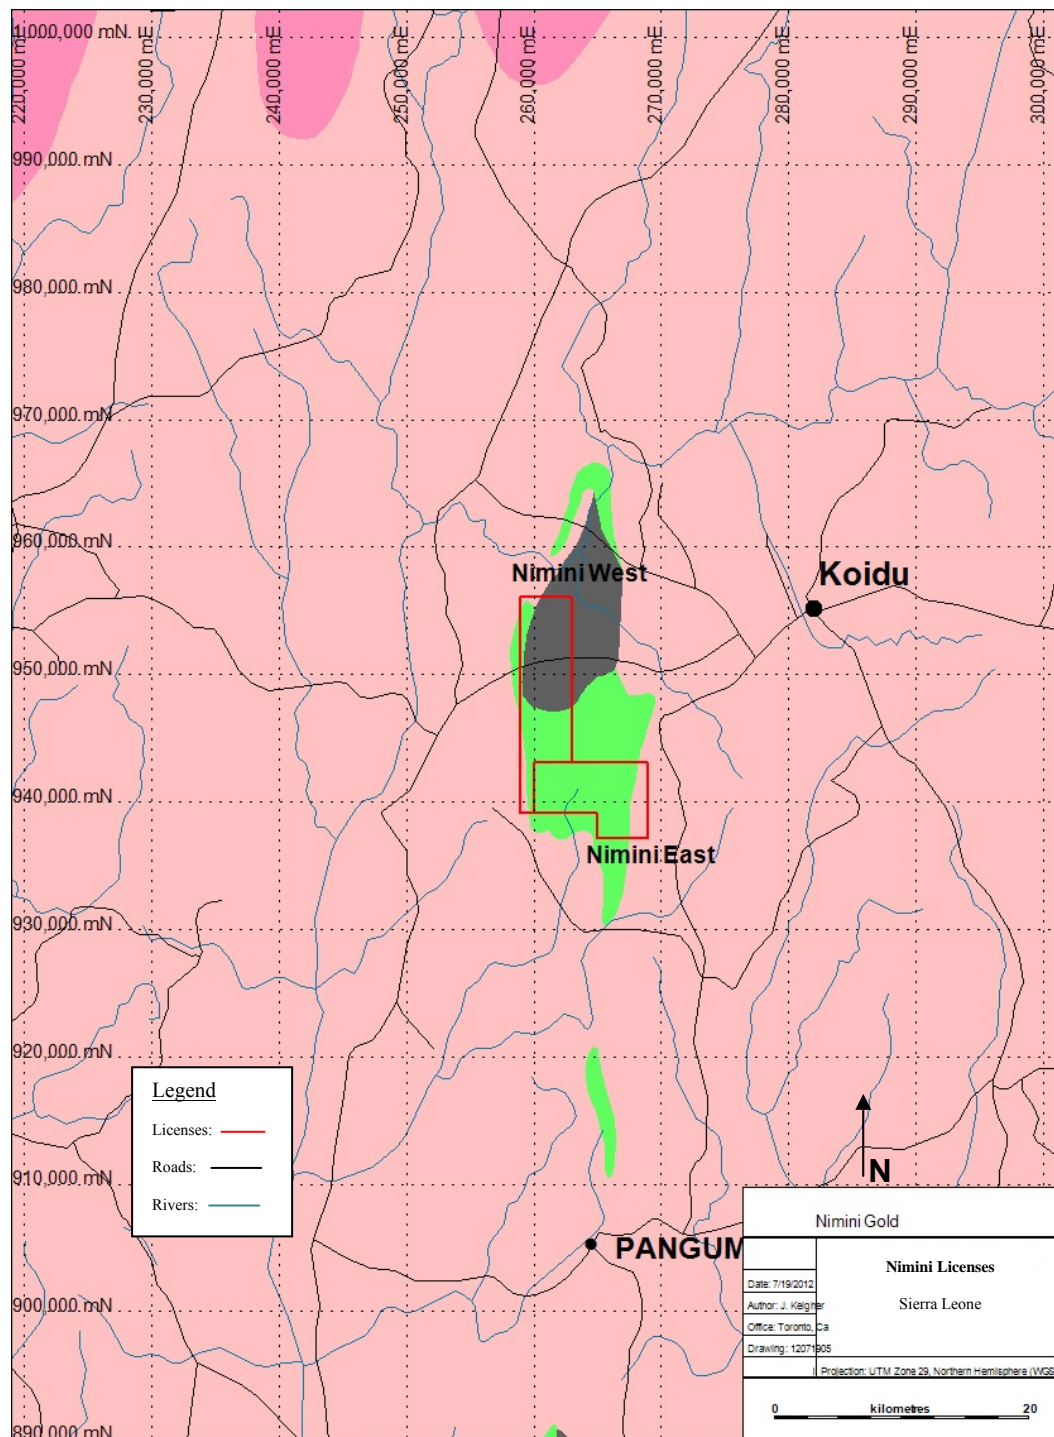 1,000,000 mN
220,000 mE
230,000 mE
240,000 mE
250,000 mE
260,000 mE
270,000 mE
280,000 mE
290,000 mE
300,000 mE
990,000 mN
980,000 mN
970,000 mN
960,000 mN
Nimini West
Koidu
950,000 mN
940,000 mN
Nimini East
930,000 mN
920,000 mN
Legend
Licenses:
Roads:
Rivers:
910,000 mN
N
PANGUM
900,000 mN
890,000 mN
Nimini Gold
Nimini Licenses
Sierra Leone
Date: 7/19/2012
Author: J. Keigher
Office: Toronto, Ca
Drawing: 12071905
Projection: UTM Zone 29, Northern Hemisphere (WGS
0 kilometres 20